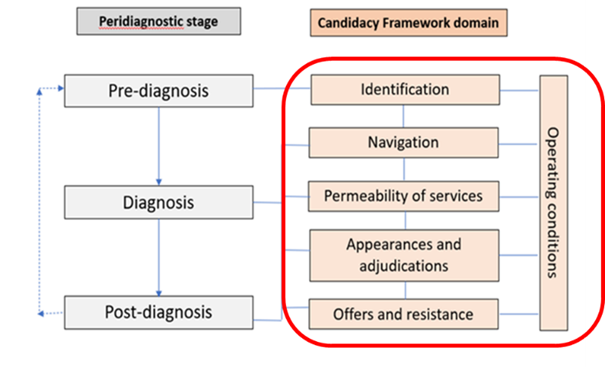 Peridiagnostic stage
Candidacy Framework domain
Pre-diagnosis
Identification
Navigation
Diagnosis
Permeability of services
Appearances and
adjudications
Post-diagnosis
Offers and resistance
Operating conditions